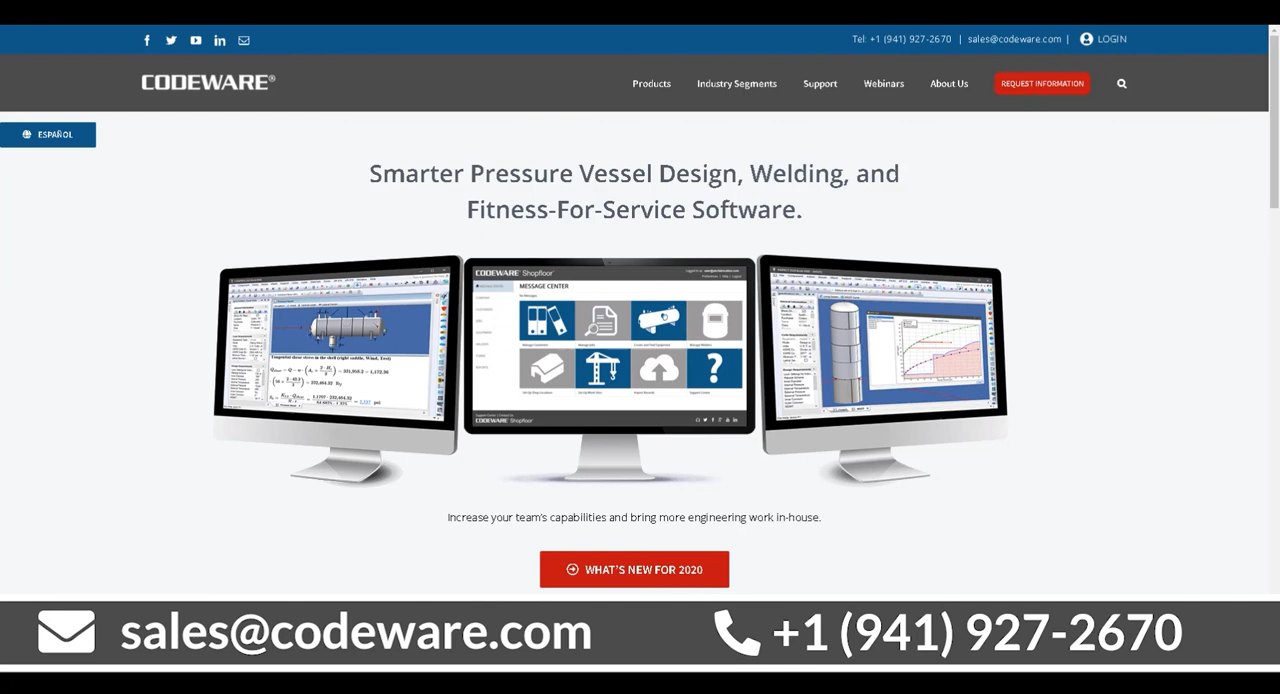 Tel: +1 (941) 927-2670 | sales@codeware.com | LOGIN
CODEWARE®
Products Industry Segments Support Webinars About Us REQUEST INFORMATION
ESPAÑOL
Smarter Pressure Vessel Design, Welding, and
Fitness-For-Service Software.
CODEWARE Shopfloor
MESSAGE CENTER
CODEWARE Shopfloor
Increase your team's capabilities and bring more engineering work in-house.
WHAT'S NEW FOR 2020
sales@codeware.com
+1 (941) 927-2670